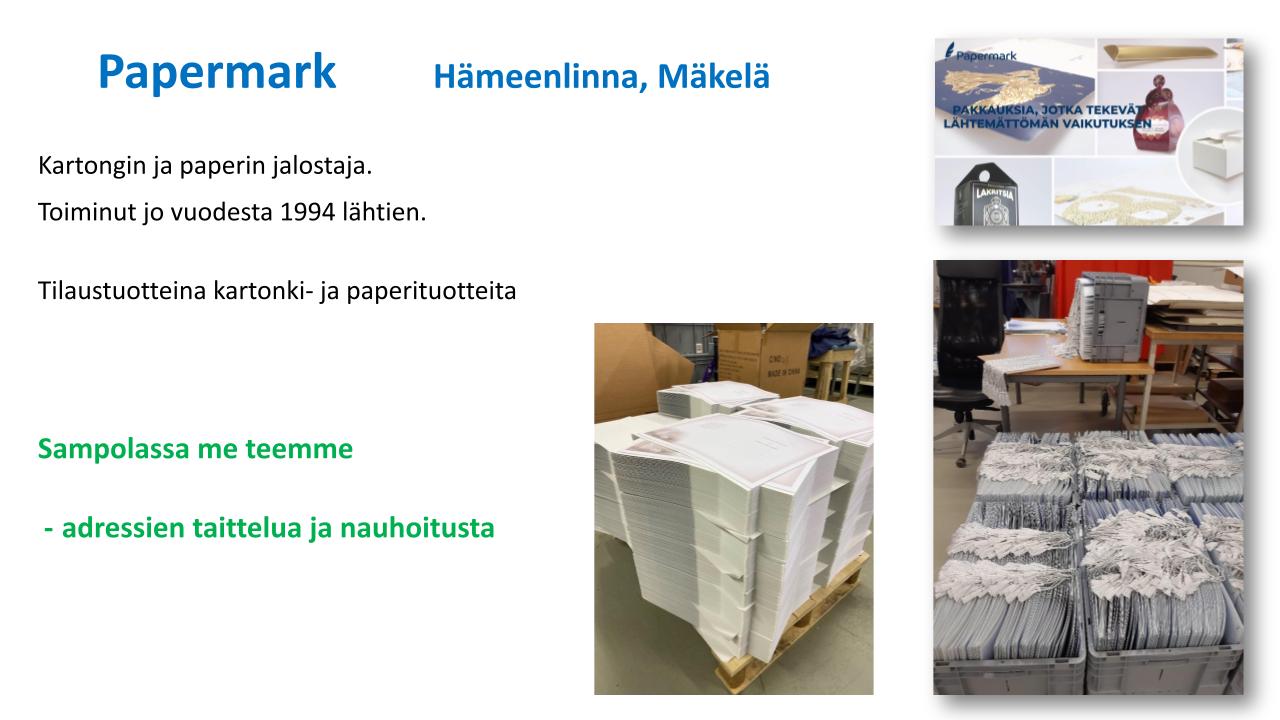 Papermark
Hämeenlinna, Mäkelä
Kartongin ja paperin jalostaja.
Toiminut jo vuodesta 1994 lähtien.
Tilaustuotteina kartonki- ja paperituotteita
Sampolassa me teemme
- adressien taittelua ja nauhoitusta
Papermark
PAKKAUKSIA, JOTKA TEKEVÄT
LÄHTEMÄTTÖMÄN VAIKUTUKSEN
LAKRITSIA
MADE IN CHINA